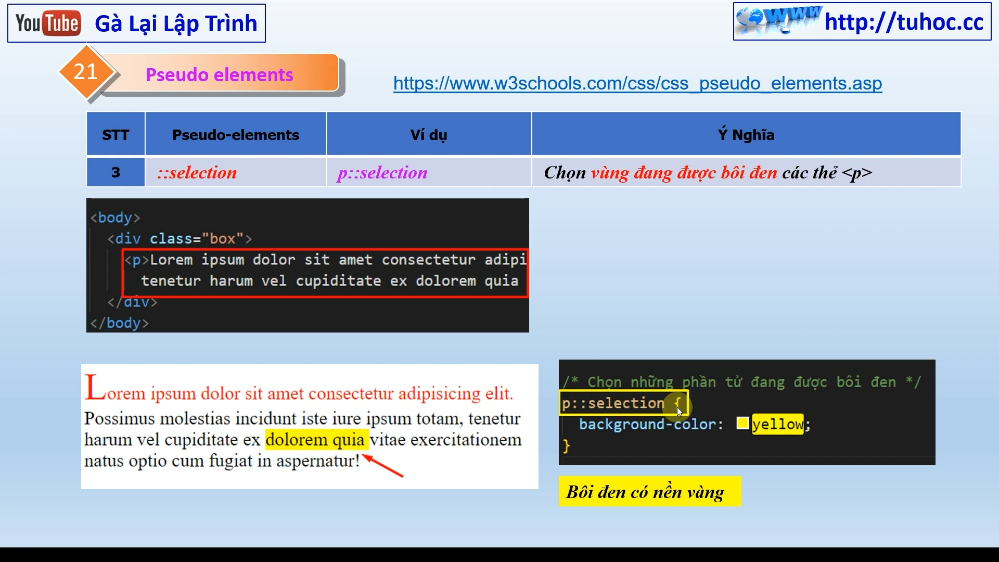 YouTube Gà Lại Lập Trình
www http://tuhoc.cc
21 Pseudo elements
https://www.w3schools.com/css/css_pseudo_elements.asp
STT Pseudo-elements Ví dụ Ý Nghĩa
3 ::selection p::selection Chọn vùng đang được bôi đen các thẻ <p>
<body>
<div class="box">
<p>Lorem ipsum dolor sit amet consectetur adipi
tenetur harum vel cupiditate ex dolorem quia
</div>
</body>
Lorem ipsum dolor sit amet consectetur adipisicing elit.
Possimus molestias incidunt iste iure ipsum totam, tenetur
harum vel cupiditate ex dolorem quia vitae exercitationem
natus optio cum fugiat in aspernatur!
/* Chọn những phần tử đang được bôi đen */
p::selection {
background-color: yellow;
}
Bôi đen có nền vàng